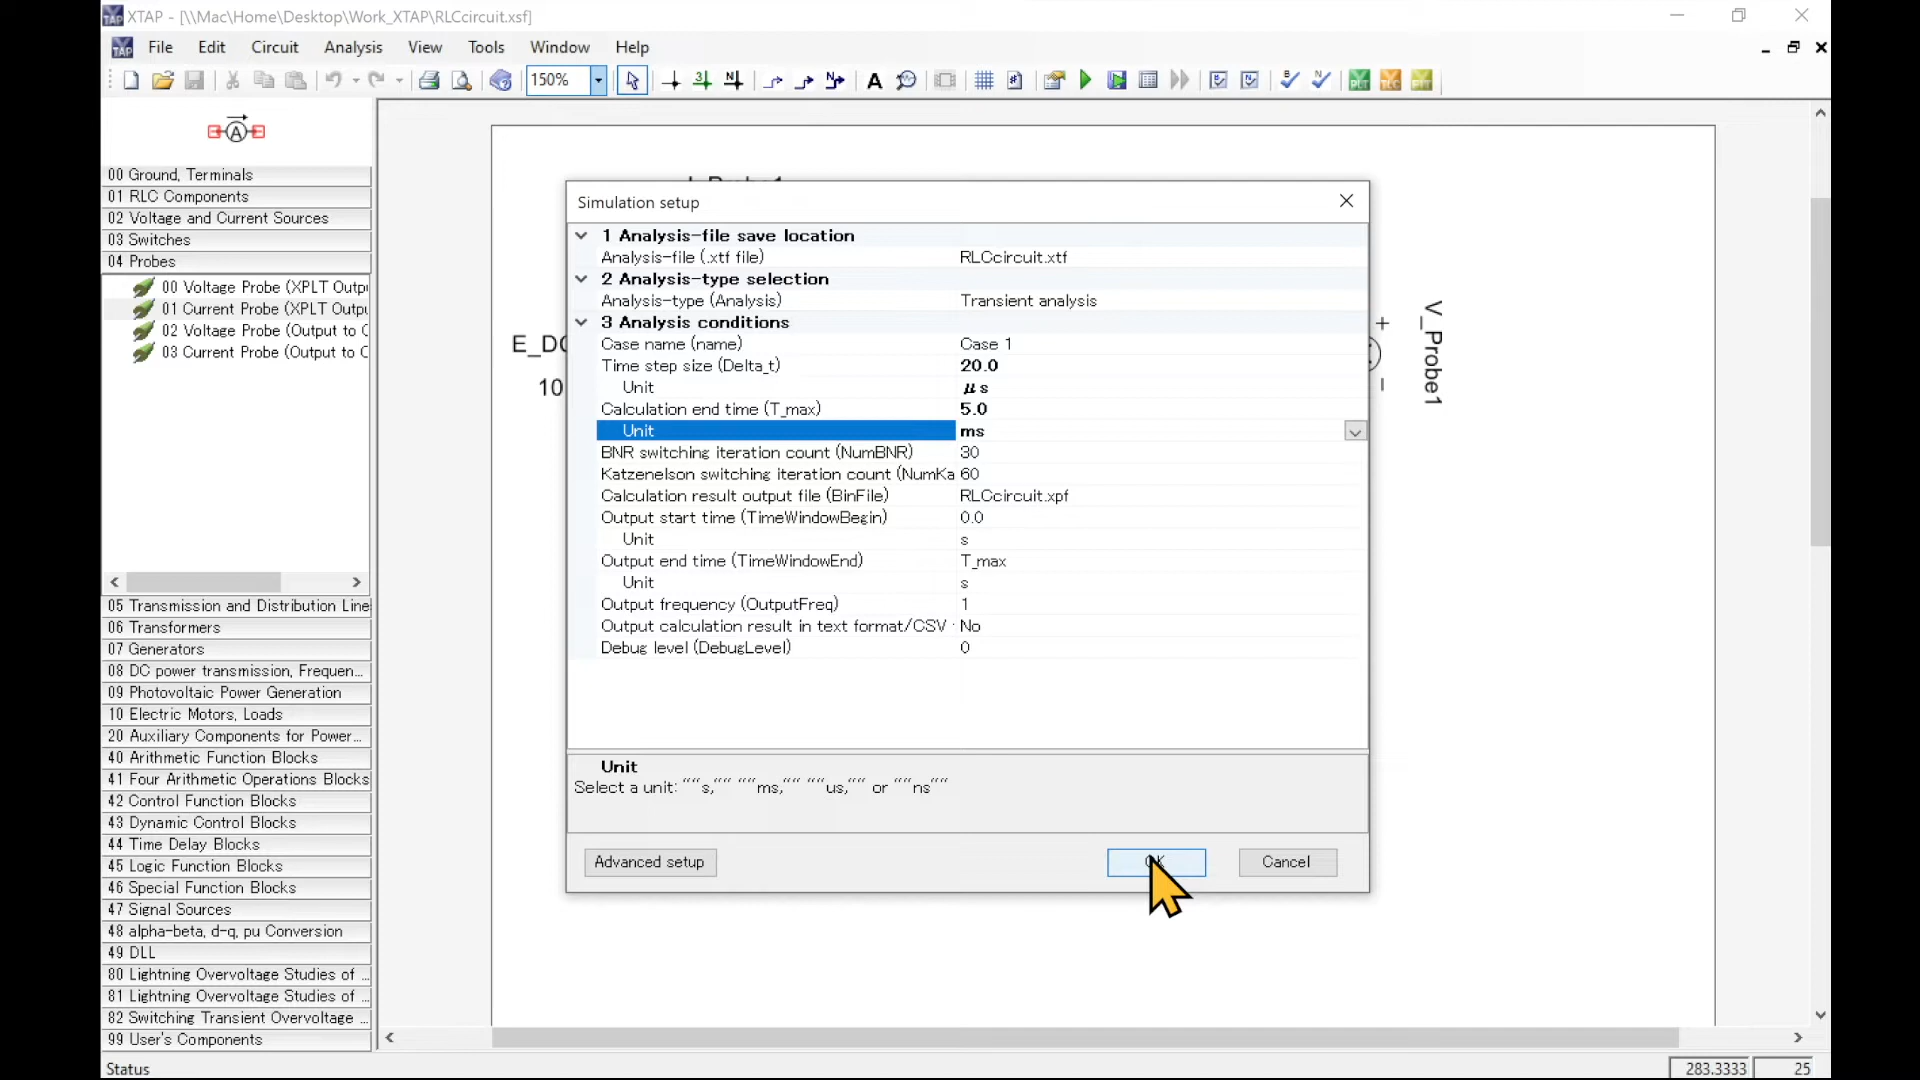 XTAP - [\\Mac\Home\Desktop\Work_XTAP\RLCcircuit.xsf]
File Edit Circuit Analysis View Tools Window Help
150%
A
00 Ground, Terminals
01 RLC Components
02 Voltage and Current Sources
03 Switches
04 Probes
00 Voltage Probe (XPLT Outpu
01 Current Probe (XPLT Outpu
02 Voltage Probe (Output to C
03 Current Probe (Output to C
05 Transmission and Distribution Line
06 Transformers
07 Generators
08 DC power transmission, Frequen...
09 Photovoltaic Power Generation
10 Electric Motors, Loads
20 Auxiliary Components for Power...
40 Arithmetic Function Blocks
41 Four Arithmetic Operations Blocks
42 Control Function Blocks
43 Dynamic Control Blocks
44 Time Delay Blocks
45 Logic Function Blocks
46 Special Function Blocks
47 Signal Sources
48 alpha-beta, d-q, pu Conversion
49 DLL
80 Lightning Overvoltage Studies of ...
81 Lightning Overvoltage Studies of ...
82 Switching Transient Overvoltage ...
99 User's Components
Status
E_DC
10
V_Probe1
Simulation setup
1 Analysis-file save location
Analysis-file (.xtf file) RLCcircuit.xtf
2 Analysis-type selection
Analysis-type (Analysis) Transient analysis
3 Analysis conditions
Case name (name) Case 1
Time step size (Delta_t) 20.0
Unit μs
Calculation end time (T_max) 5.0
Unit ms
BNR switching iteration count (NumBNR) 30
Katzenelson switching iteration count (NumKa 60
Calculation result output file (BinFile) RLCcircuit.xpf
Output start time (TimeWindowBegin) 0.0
Unit s
Output end time (TimeWindowEnd) T_max
Unit s
Output frequency (OutputFreq) 1
Output calculation result in text format/CSV No
Debug level (DebugLevel) 0
Unit
Select a unit: ""s,"" ""ms,"" ""us,"" or ""ns""
Advanced setup OK Cancel
283.3333 25